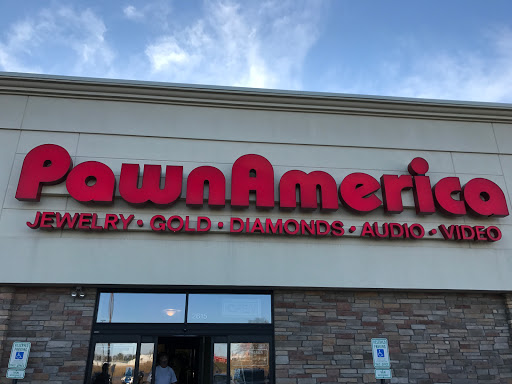 PawnAmerica
JEWELRY • GOLD • DIAMONDS • AUDIO • VIDEO